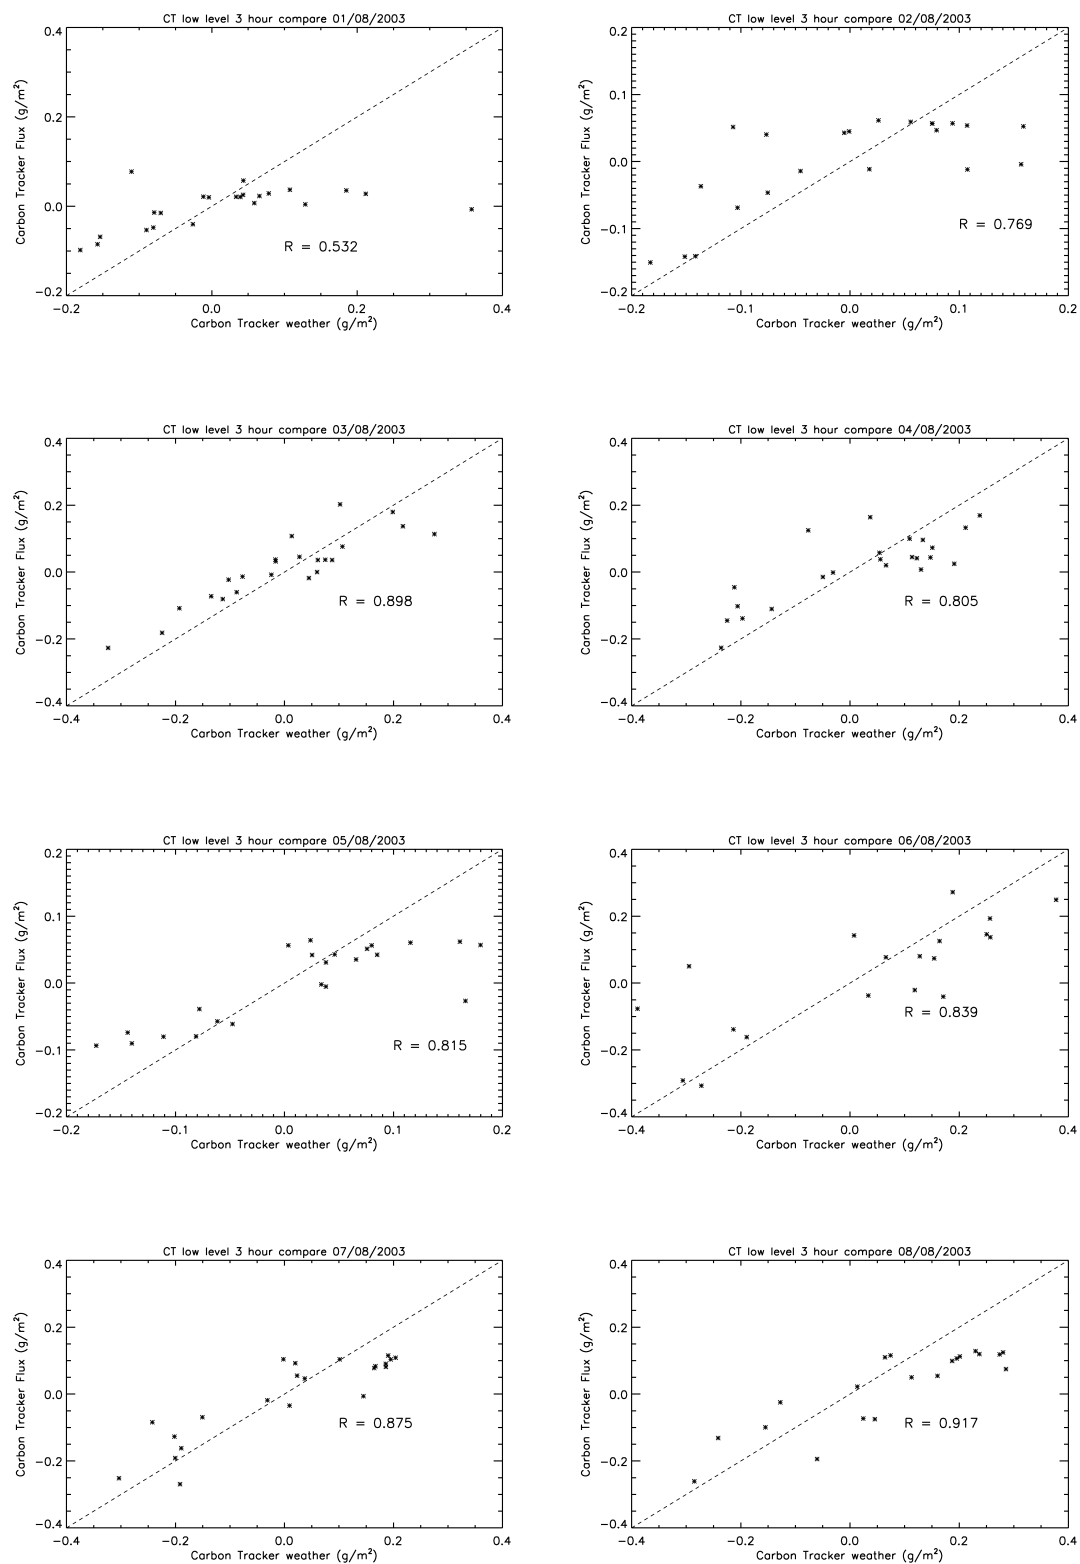 CT low level 3 hour compare 01/08/2003
0.4
0.2
0.0
−0.2
Carbon Tracker Flux (g/m²)
R = 0.532
−0.2 0.0 0.2 0.4
Carbon Tracker weather (g/m²)
CT low level 3 hour compare 02/08/2003
0.2
0.1
0.0
−0.1
−0.2
Carbon Tracker Flux (g/m²)
R = 0.769
−0.2 −0.1 0.0 0.1 0.2
Carbon Tracker weather (g/m²)
CT low level 3 hour compare 03/08/2003
0.4
0.2
0.0
−0.2
−0.4
Carbon Tracker Flux (g/m²)
R = 0.898
−0.4 −0.2 0.0 0.2 0.4
Carbon Tracker weather (g/m²)
CT low level 3 hour compare 04/08/2003
0.4
0.2
0.0
−0.2
−0.4
Carbon Tracker Flux (g/m²)
R = 0.805
−0.4 −0.2 0.0 0.2 0.4
Carbon Tracker weather (g/m²)
CT low level 3 hour compare 05/08/2003
0.2
0.1
0.0
−0.1
−0.2
Carbon Tracker Flux (g/m²)
R = 0.815
−0.2 −0.1 0.0 0.1 0.2
Carbon Tracker weather (g/m²)
CT low level 3 hour compare 06/08/2003
0.4
0.2
0.0
−0.2
−0.4
Carbon Tracker Flux (g/m²)
R = 0.839
−0.4 −0.2 0.0 0.2 0.4
Carbon Tracker weather (g/m²)
CT low level 3 hour compare 07/08/2003
0.4
0.2
0.0
−0.2
−0.4
Carbon Tracker Flux (g/m²)
R = 0.875
−0.4 −0.2 0.0 0.2 0.4
Carbon Tracker weather (g/m²)
CT low level 3 hour compare 08/08/2003
0.4
0.2
0.0
−0.2
−0.4
Carbon Tracker Flux (g/m²)
R = 0.917
−0.4 −0.2 0.0 0.2 0.4
Carbon Tracker weather (g/m²)